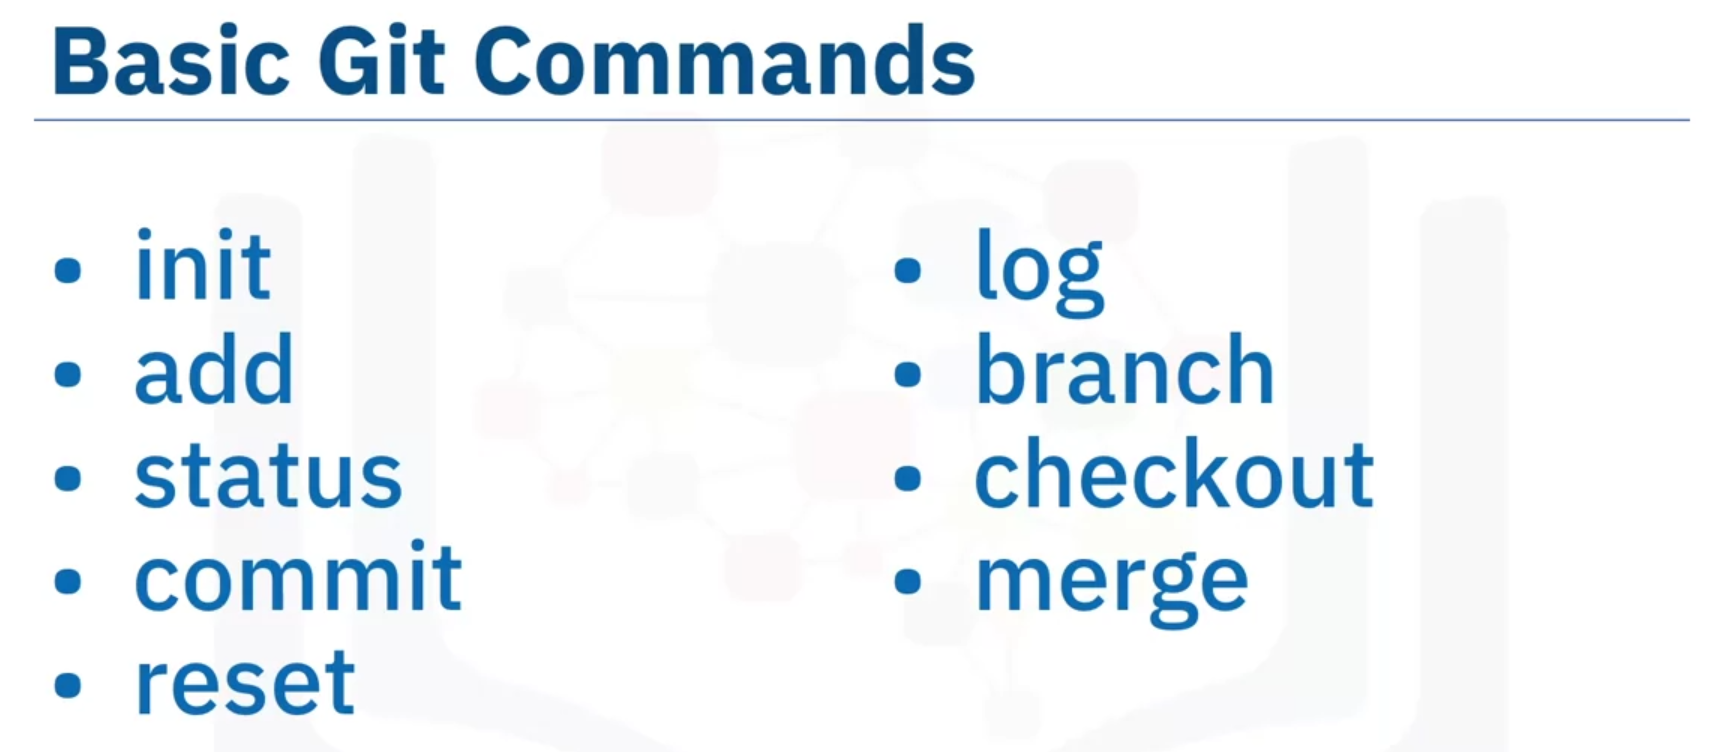 Basic Git Commands
• init
• add
• status
• commit
• reset
• log
• branch
• checkout
• merge